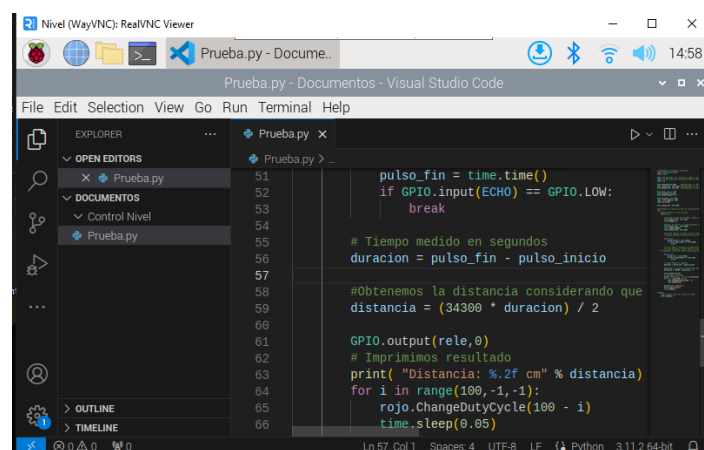 Nivel (WayVNC): RealVNC Viewer
Prueba.py - Docume..
14:58
Prueba.py - Documentos - Visual Studio Code
File Edit Selection View Go Run Terminal Help
EXPLORER
OPEN EDITORS
Prueba.py
DOCUMENTOS
Control Nivel
Prueba.py
OUTLINE
TIMELINE
1
Prueba.py
Prueba.py > ...
51 pulso_fin = time.time()
52 if GPIO.input(ECHO) == GPIO.LOW:
53 break
54
55 # Tiempo medido en segundos
56 duracion = pulso_fin - pulso_inicio
57
58 #Obtenemos la distancia considerando que
59 distancia = (34300 * duracion) / 2
60
61 GPIO.output(rele,0)
62 # Imprimimos resultado
63 print( "Distancia: %.2f cm" % distancia)
64 for i in range(100,-1,-1):
65 rojo.ChangeDutyCycle(100 - i)
66 time.sleep(0.05)
0 0 0 Ln 57, Col 1 Spaces: 4 UTF-8 LF Python 3.11.2 64-bit